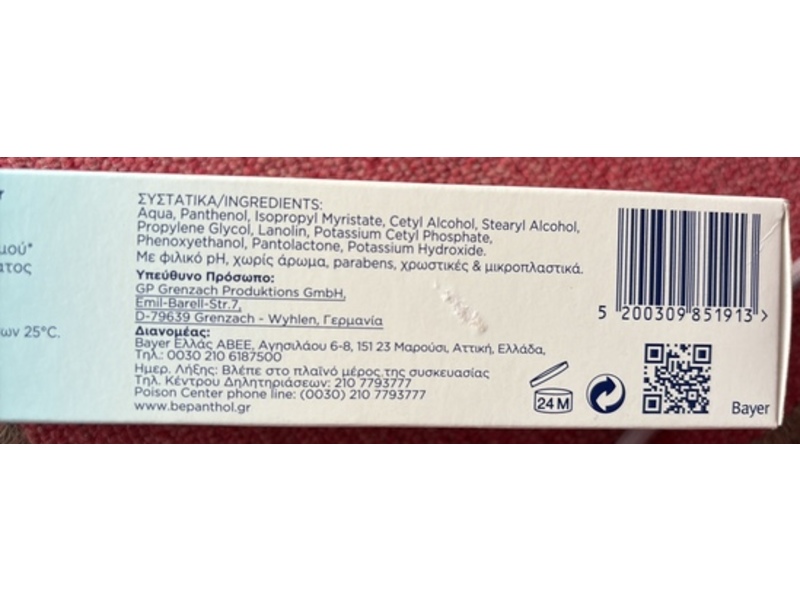 ΣΥΣΤΑΤΙΚΑ/INGREDIENTS:
Aqua, Panthenol, Isopropyl Myristate, Cetyl Alcohol, Stearyl Alcohol,
Propylene Glycol, Lanolin, Potassium Cetyl Phosphate,
Phenoxyethanol, Pantolactone, Potassium Hydroxide.
Με φιλικό pH, χωρίς άρωμα, parabens, χρωστικές & μικροπλαστικά.
Υπεύθυνο Πρόσωπο:
GP Grenzach Produktions GmbH,
Emil-Barell-Str.7,
D-79639 Grenzach - Wyhlen, Γερμανία
Διανομέας:
Bayer Ελλάς ΑΒΕΕ, Αγησιλάου 6-8, 151 23 Μαρούσι, Αττική, Ελλάδα,
Τηλ.: 0030 210 6187500
Ημερ. Λήξης: Βλέπε στο πλαϊνό μέρος της συσκευασίας
Τηλ. Κέντρου Δηλητηριάσεων: 210 7793777
Poison Center phone line: (0030) 210 7793777
www.bepanthol.gr
μού*
ατος
ων 25°C.
5 200309 851913 >
24 M
Bayer